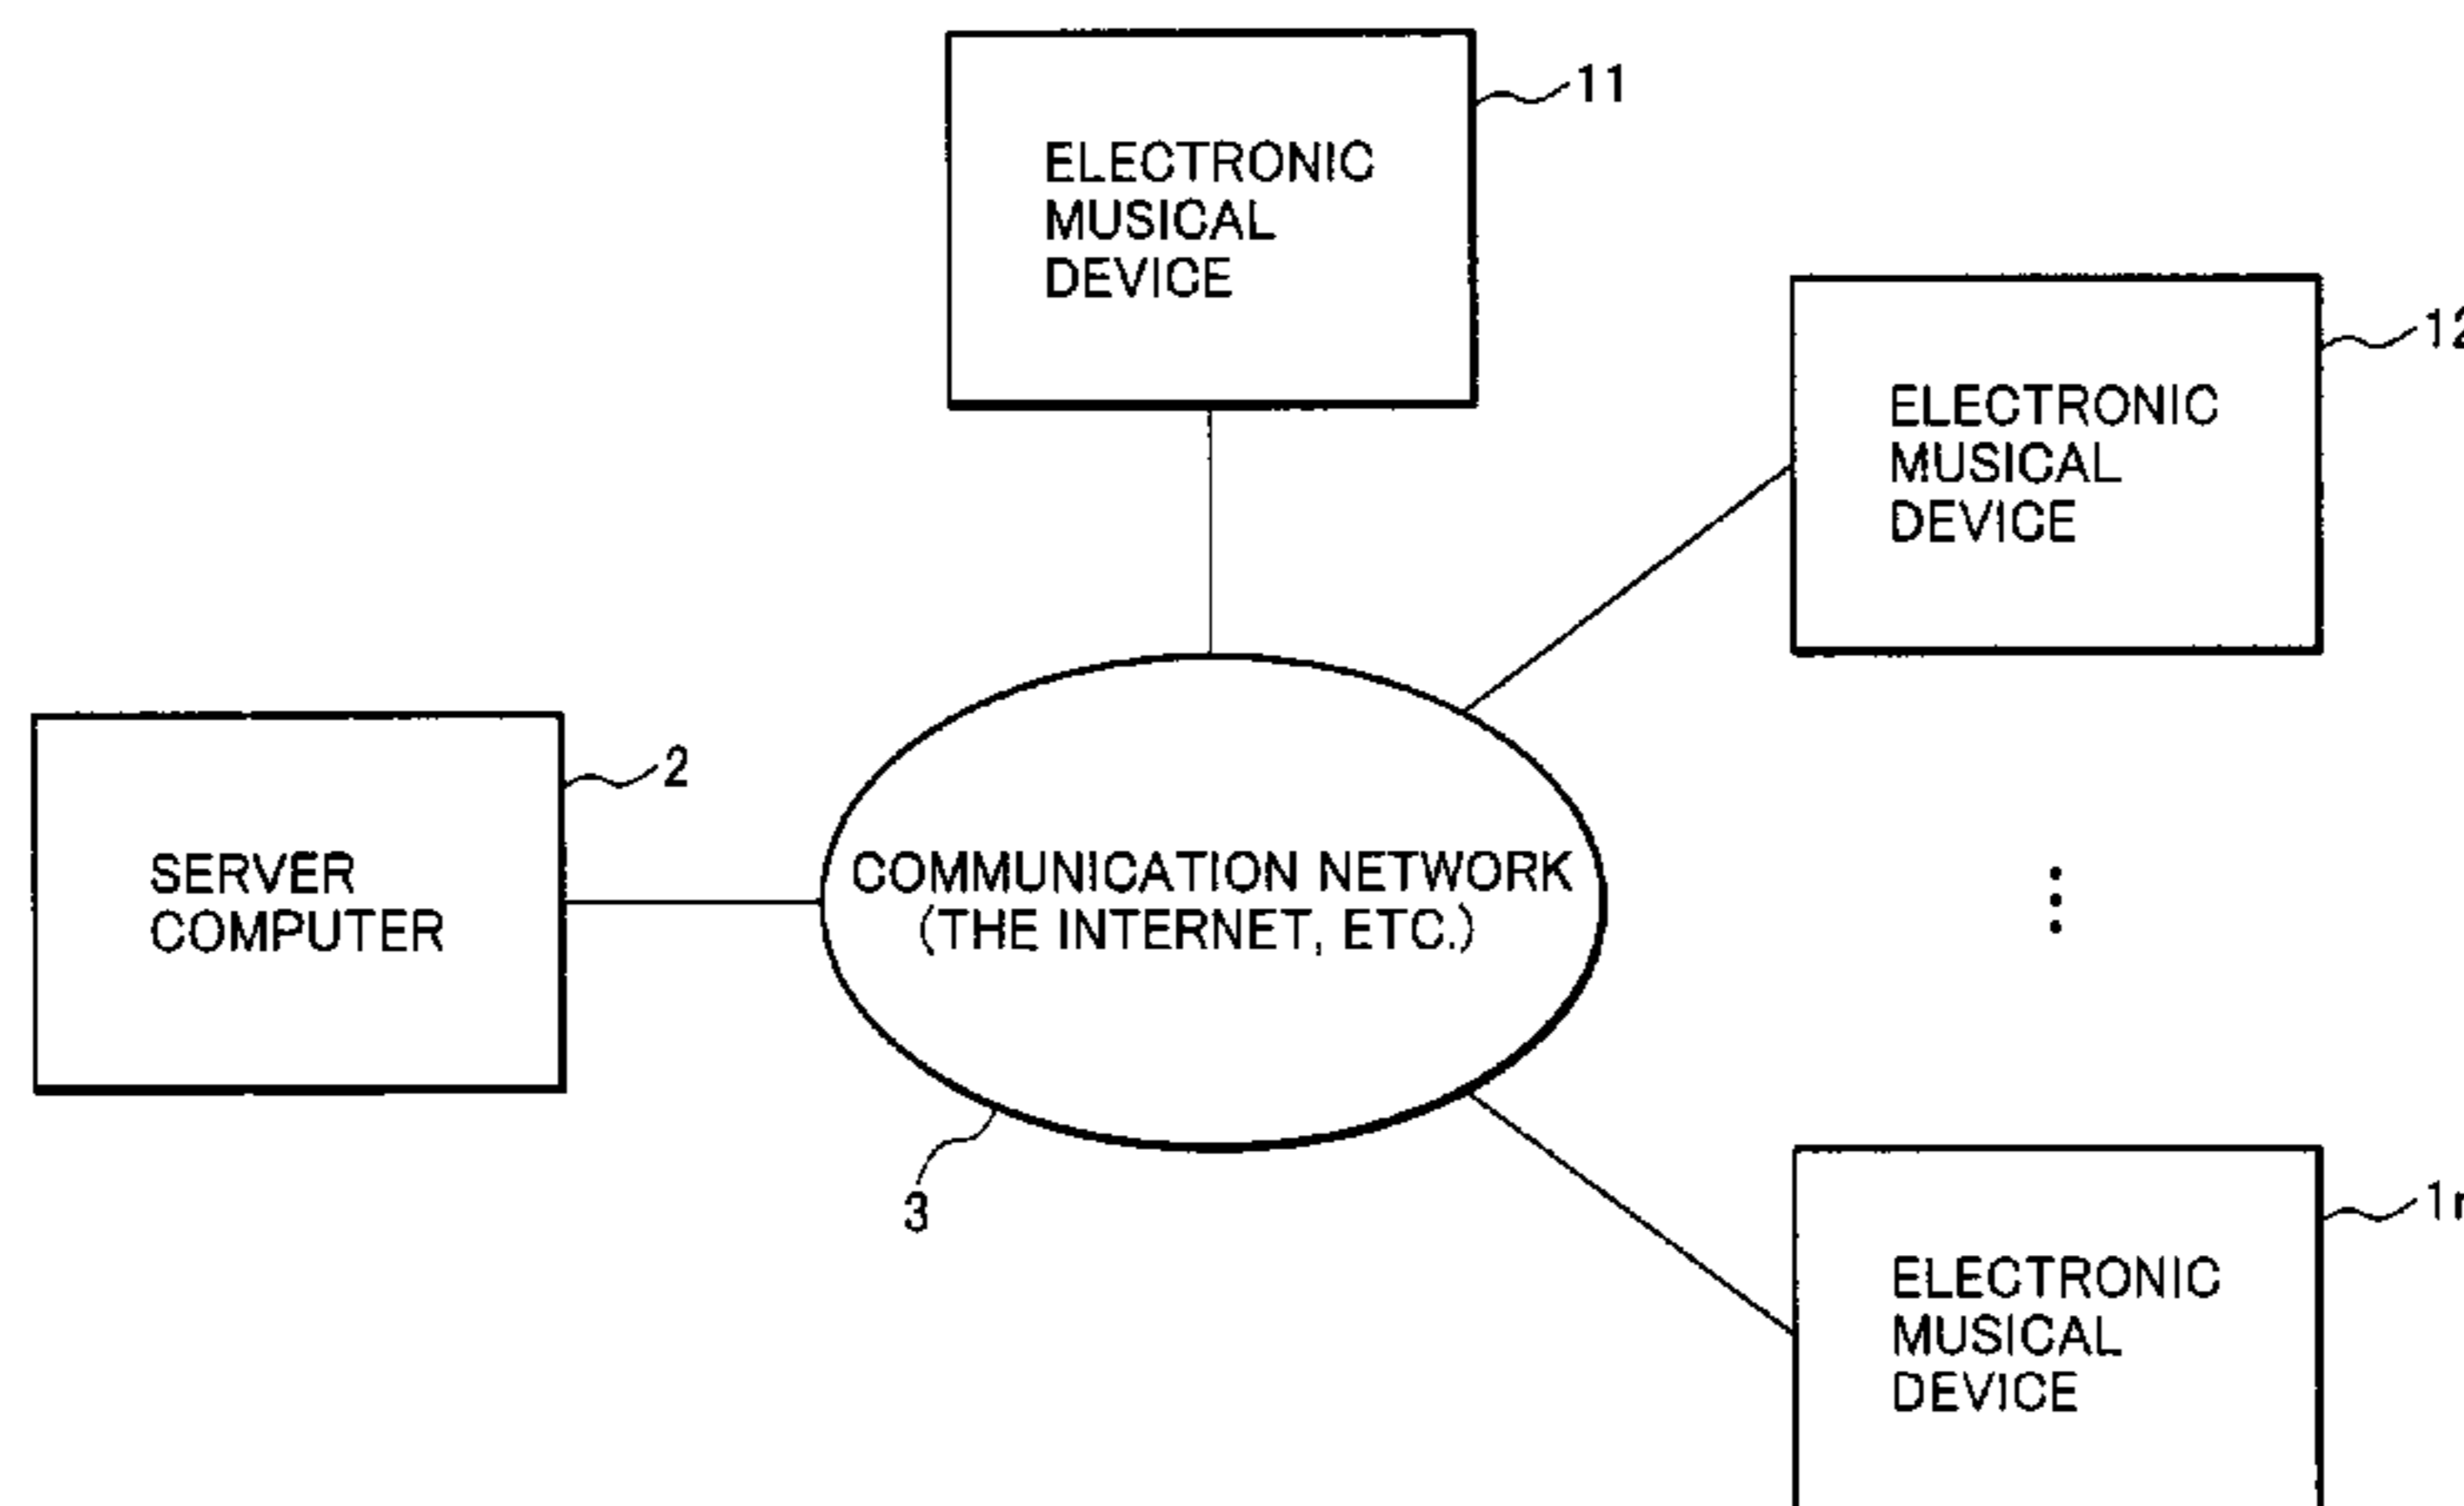 11
ELECTRONIC
MUSICAL
DEVICE
12
ELECTRONIC
MUSICAL
DEVICE
2
SERVER
COMPUTER
COMMUNICATION NETWORK
(THE INTERNET, ETC.)
3
ELECTRONIC
MUSICAL
DEVICE